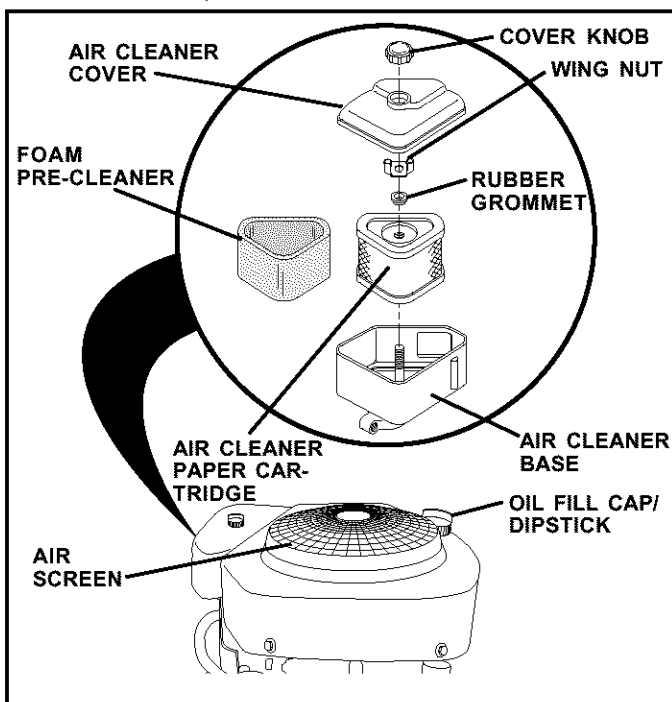 COVER KNOB
AIR CLEANER
COVER
WING NUT
FOAM
PRE-CLEANER
RUBBER
GROMMET
AIR CLEANER
PAPER CAR-
TRIDGE
AIR CLEANER
BASE
OIL FILL CAP/
DIPSTICK
AIR
SCREEN